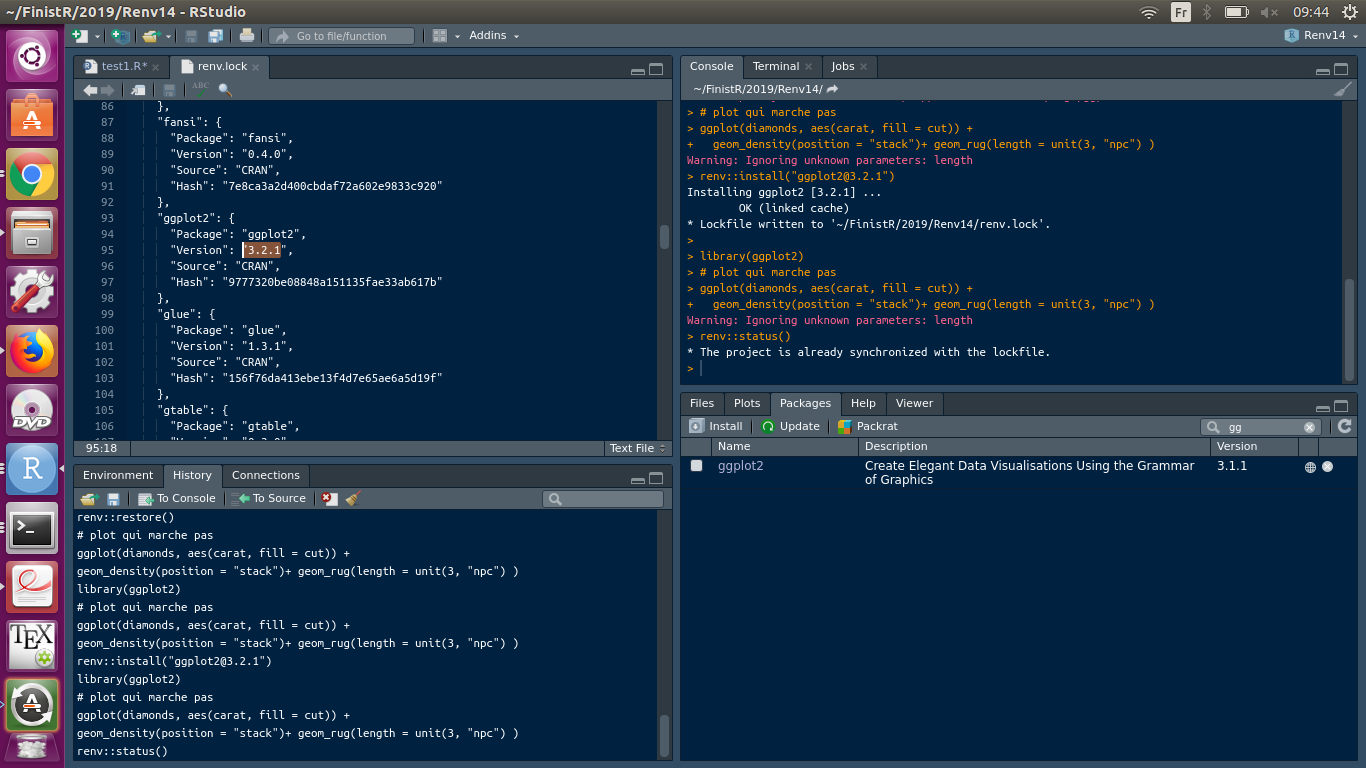 ~/FinistR/2019/Renv14 - RStudio
Fr
09:44
Go to file/function
Addins
Renv14
test1.R*
renv.lock
ABC
86 },
87 "fansi": {
88 "Package": "fansi",
89 "Version": "0.4.0",
90 "Source": "CRAN",
91 "Hash": "7e8ca3a2d400cbdaf72a602e9833c920"
92 },
93 "ggplot2": {
94 "Package": "ggplot2",
95 "Version": "3.2.1",
96 "Source": "CRAN",
97 "Hash": "9777320be08848a151135fae33ab617b"
98 },
99 "glue": {
100 "Package": "glue",
101 "Version": "1.3.1",
102 "Source": "CRAN",
103 "Hash": "156f76da413ebe13f4d7e65ae6a5d19f"
104 },
105 "gtable": {
106 "Package": "gtable",
95:18
Text File
Environment
History
Connections
To Console
To Source
renv::restore()
# plot qui marche pas
ggplot(diamonds, aes(carat, fill = cut)) +
geom_density(position = "stack")+ geom_rug(length = unit(3, "npc") )
library(ggplot2)
# plot qui marche pas
ggplot(diamonds, aes(carat, fill = cut)) +
geom_density(position = "stack")+ geom_rug(length = unit(3, "npc") )
renv::install("ggplot2@3.2.1")
library(ggplot2)
# plot qui marche pas
ggplot(diamonds, aes(carat, fill = cut)) +
geom_density(position = "stack")+ geom_rug(length = unit(3, "npc") )
renv::status()
Console
Terminal
Jobs
~/FinistR/2019/Renv14/
> # plot qui marche pas
> ggplot(diamonds, aes(carat, fill = cut)) +
+ geom_density(position = "stack")+ geom_rug(length = unit(3, "npc") )
Warning: Ignoring unknown parameters: length
> renv::install("ggplot2@3.2.1")
Installing ggplot2 [3.2.1] ...
OK (linked cache)
* Lockfile written to '~/FinistR/2019/Renv14/renv.lock'.
>
> library(ggplot2)
> # plot qui marche pas
> ggplot(diamonds, aes(carat, fill = cut)) +
+ geom_density(position = "stack")+ geom_rug(length = unit(3, "npc") )
Warning: Ignoring unknown parameters: length
> renv::status()
* The project is already synchronized with the lockfile.
>
Files
Plots
Packages
Help
Viewer
Install
Update
Packrat
gg
Name
Description
Version
ggplot2
Create Elegant Data Visualisations Using the Grammar
of Graphics
3.1.1
DVD
R
TEX
A